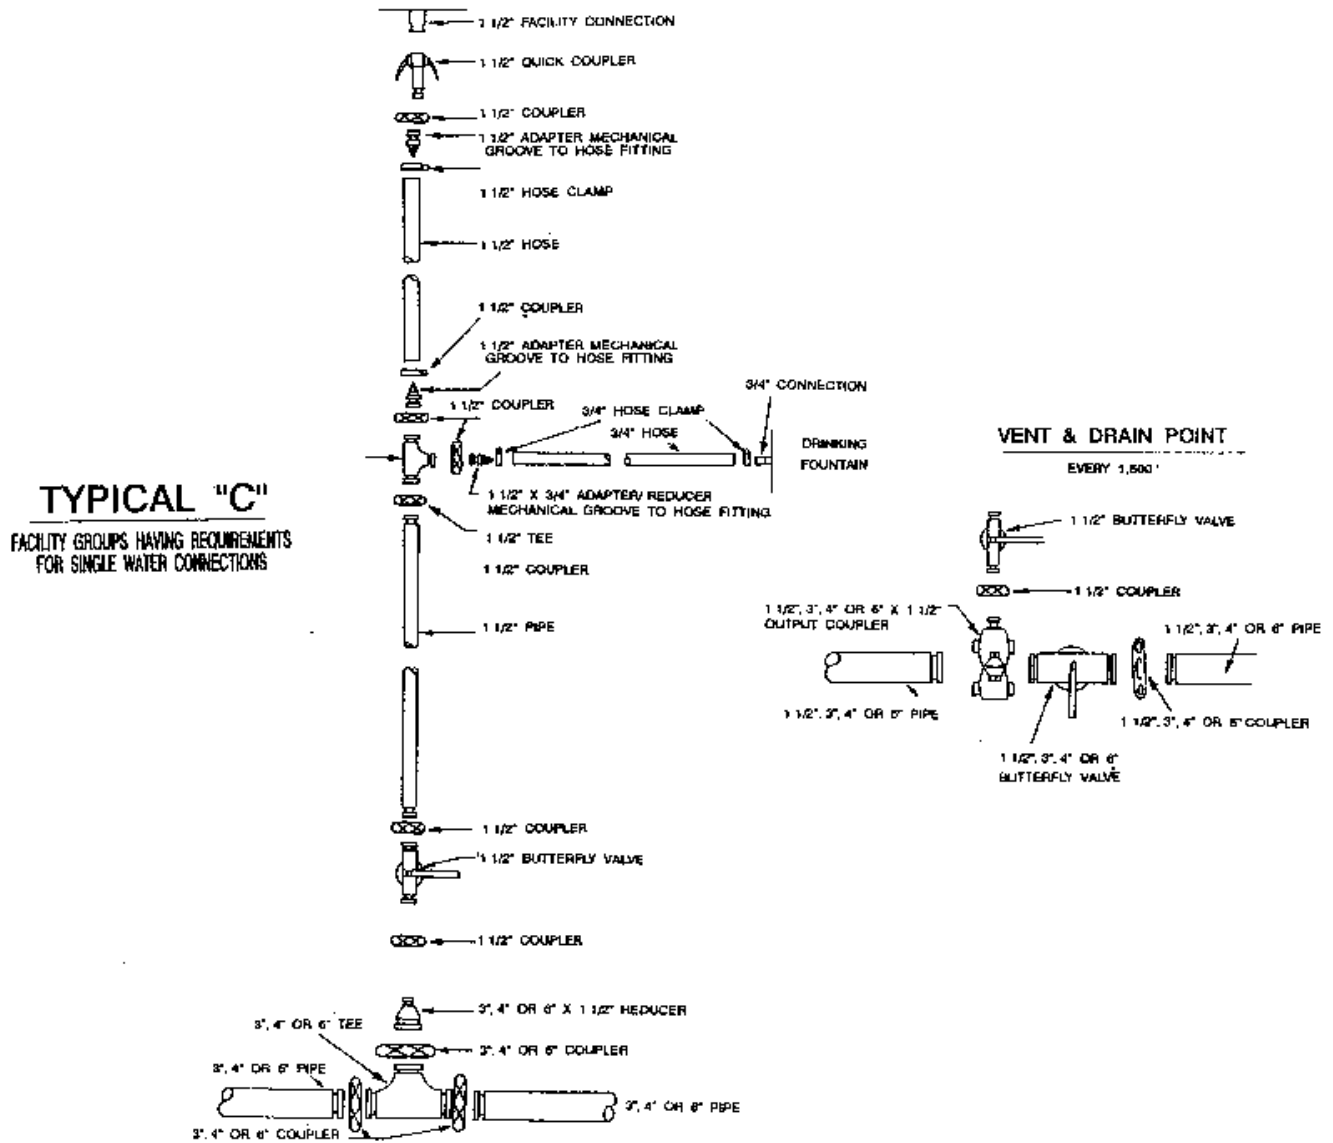 1 1/2" FACILITY CONNECTION
1 1/2" QUICK COUPLER
1 1/2" COUPLER
1 1/2" ADAPTER MECHANICAL
GROOVE TO HOSE FITTING
1 1/2" HOSE CLAMP
1 1/2" HOSE
1 1/2" COUPLER
1 1/2" ADAPTER MECHANICAL
GROOVE TO HOSE FITTING
1 1/2" COUPLER
3/4" HOSE CLAMP
3/4" HOSE
3/4" CONNECTION
DRINKING
FOUNTAIN
1 1/2" X 3/4" ADAPTER/REDUCER
MECHANICAL GROOVE TO HOSE FITTING
1 1/2" TEE
1 1/2" COUPLER
1 1/2" PIPE
TYPICAL "C"
FACILITY GROUPS HAVING REQUIREMENTS
FOR SINGLE WATER CONNECTIONS
1 1/2" COUPLER
1 1/2" BUTTERFLY VALVE
1 1/2" COUPLER
3", 4" OR 6" X 1 1/2" REDUCER
3", 4" OR 6" TEE
3", 4" OR 6" COUPLER
3", 4" OR 6" PIPE
3", 4" OR 6" PIPE
3", 4" OR 6" COUPLER
VENT & DRAIN POINT
EVERY 1,500'
1 1/2" BUTTERFLY VALVE
1 1/2" COUPLER
1 1/2", 3", 4" OR 6" X 1 1/2"
OUTPUT COUPLER
1 1/2", 3", 4" OR 6" PIPE
1 1/2", 3", 4" OR 6" PIPE
1 1/2", 3", 4" OR 6" COUPLER
1 1/2", 3", 4" OR 6"
BUTTERFLY VALVE